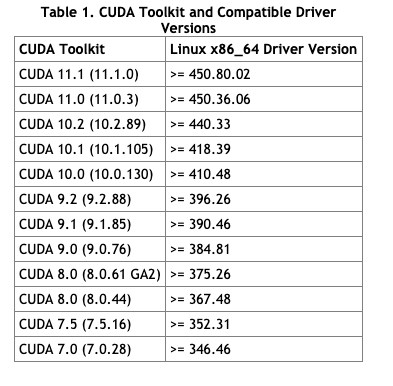 Table 1. CUDA Toolkit and Compatible Driver
Versions
CUDA Toolkit Linux x86_64 Driver Version
CUDA 11.1 (11.1.0) >= 450.80.02
CUDA 11.0 (11.0.3) >= 450.36.06
CUDA 10.2 (10.2.89) >= 440.33
CUDA 10.1 (10.1.105) >= 418.39
CUDA 10.0 (10.0.130) >= 410.48
CUDA 9.2 (9.2.88) >= 396.26
CUDA 9.1 (9.1.85) >= 390.46
CUDA 9.0 (9.0.76) >= 384.81
CUDA 8.0 (8.0.61 GA2) >= 375.26
CUDA 8.0 (8.0.44) >= 367.48
CUDA 7.5 (7.5.16) >= 352.31
CUDA 7.0 (7.0.28) >= 346.46